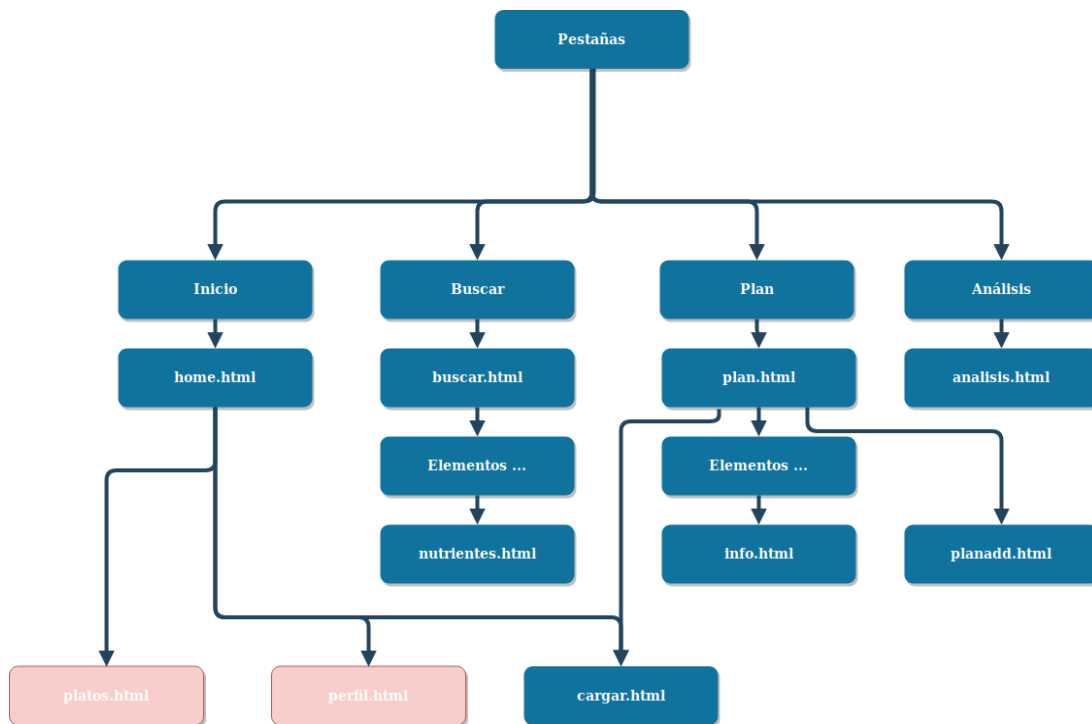 Pestañas
Inicio
Buscar
Plan
Análisis
home.html
buscar.html
plan.html
analisis.html
Elementos ...
Elementos ...
nutrientes.html
info.html
planadd.html
platos.html
perfil.html
cargar.html